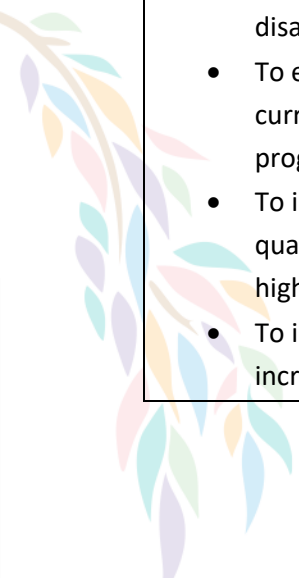 disa
• To e
curr
prog
• To i
qua
high
• To i
incr